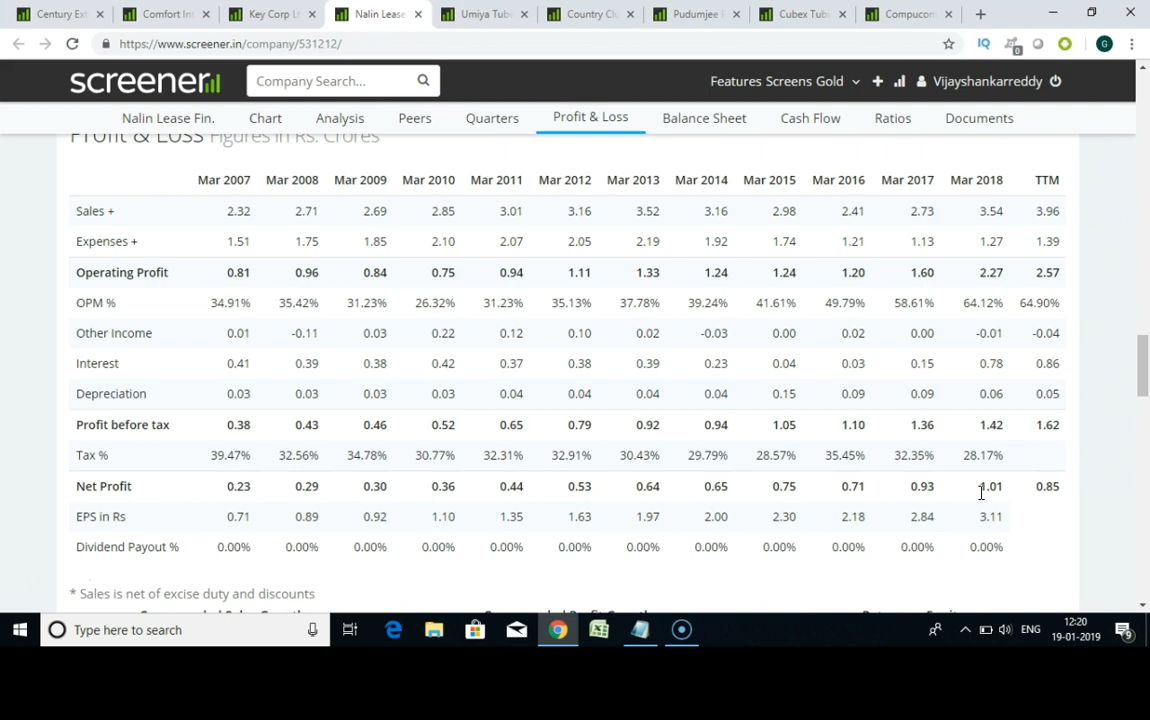 Century Ext Comfort Int Key Corp Lt Nalin Lease Umiya Tube Country Clu Pudumjee F Cubex Tubi Compucom
https://www.screener.in/company/531212/ IQ 0 G
screener Company Search... Features Screens Gold Vijayshankarreddy
Nalin Lease Fin. Chart Analysis Peers Quarters Profit & Loss Balance Sheet Cash Flow Ratios Documents
Profit & Loss Figures in Rs. Crores
Mar 2007 Mar 2008 Mar 2009 Mar 2010 Mar 2011 Mar 2012 Mar 2013 Mar 2014 Mar 2015 Mar 2016 Mar 2017 Mar 2018 TTM
Sales + 2.32 2.71 2.69 2.85 3.01 3.16 3.52 3.16 2.98 2.41 2.73 3.54 3.96
Expenses + 1.51 1.75 1.85 2.10 2.07 2.05 2.19 1.92 1.74 1.21 1.13 1.27 1.39
Operating Profit 0.81 0.96 0.84 0.75 0.94 1.11 1.33 1.24 1.24 1.20 1.60 2.27 2.57
OPM % 34.91% 35.42% 31.23% 26.32% 31.23% 35.13% 37.78% 39.24% 41.61% 49.79% 58.61% 64.12% 64.90%
Other Income 0.01 -0.11 0.03 0.22 0.12 0.10 0.02 -0.03 0.00 0.02 0.00 -0.01 -0.04
Interest 0.41 0.39 0.38 0.42 0.37 0.38 0.39 0.23 0.04 0.03 0.15 0.78 0.86
Depreciation 0.03 0.03 0.03 0.03 0.04 0.04 0.04 0.04 0.15 0.09 0.09 0.06 0.05
Profit before tax 0.38 0.43 0.46 0.52 0.65 0.79 0.92 0.94 1.05 1.10 1.36 1.42 1.62
Tax % 39.47% 32.56% 34.78% 30.77% 32.31% 32.91% 30.43% 29.79% 28.57% 35.45% 32.35% 28.17%
Net Profit 0.23 0.29 0.30 0.36 0.44 0.53 0.64 0.65 0.75 0.71 0.93 1.01 0.85
EPS in Rs 0.71 0.89 0.92 1.10 1.35 1.63 1.97 2.00 2.30 2.18 2.84 3.11
Dividend Payout % 0.00% 0.00% 0.00% 0.00% 0.00% 0.00% 0.00% 0.00% 0.00% 0.00% 0.00% 0.00%
* Sales is net of excise duty and discounts
Type here to search ENG 12:20
19-01-2019 9